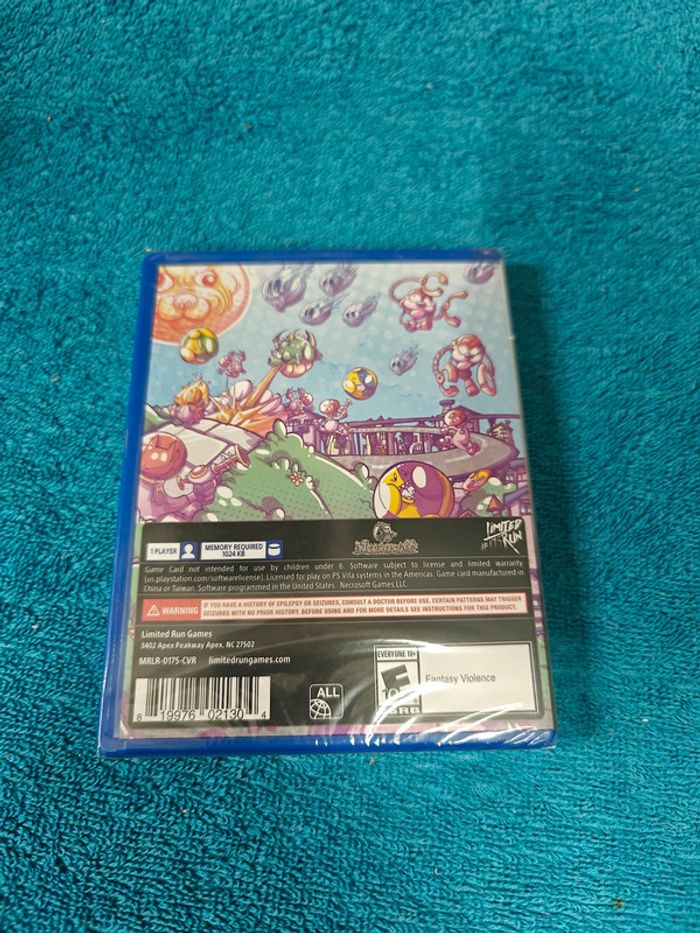 LIMITED
RUN
1 PLAYER
MEMORY REQUIRED
1024 KB
NECROSOFT
Game Card not intended for use by children under 6. Software subject to license and limited warranty
(us.playstation.com/softwarelicense). Licensed for play on PS Vita systems in the Americas. Game card manufactured in
China or Taiwan. Software programmed in the United States. Necrosoft Games LLC.
WARNING
IF YOU HAVE A HISTORY OF EPILEPSY OR SEIZURES, CONSULT A DOCTOR BEFORE USE. CERTAIN PATTERNS MAY TRIGGER
SEIZURES WITH NO PRIOR HISTORY. BEFORE USING AND FOR MORE DETAILS SEE INSTRUCTIONS FOR THIS PRODUCT.
Limited Run Games
3402 Apex Peakway Apex, NC 27502
MRLR-0175-CVR limitedrungames.com
8 19976 02130 4
ALL
EVERYONE 10+
E
ESRB
Fantasy Violence